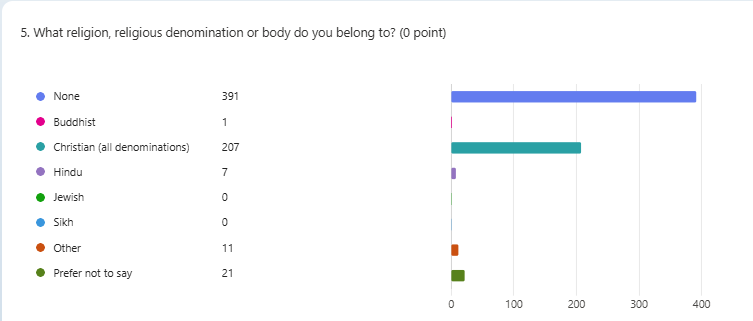 5. What religion, religious denomination or body do you belong to? (0 point)
None 391
Buddhist 1
Christian (all denominations) 207
Hindu 7
Jewish 0
Sikh 0
Other 11
Prefer not to say 21
0 100 200 300 400